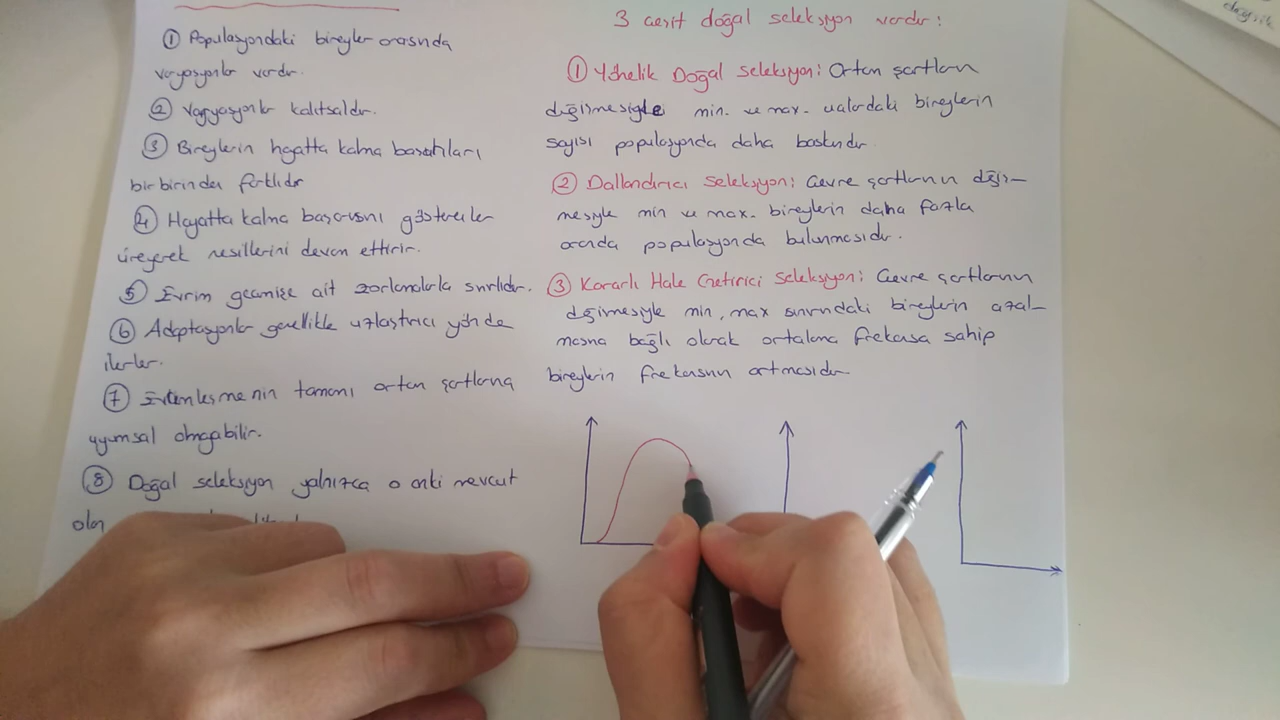 ① Populasyondaki bireyler arasında
varyasyonlar vardır.
② Varyasyonlar kalıtsaldır.
③ Bireylerin hayatta kalma başarıları
birbirinden farklıdır
④ Hayatta kalma başarısını gösterenler
üreyerek nesillerini devam ettirir.
⑤ Evrim geçmişe ait zorlamalarla sınırlıdır.
⑥ Adaptasyonlar genellikle uzlaştırıcı yönde
ilerler.
⑦ Evrimleşmenin tamamı ortam şartlarına
uyumsal olmayabilir.
⑧ Doğal seleksiyon yalnızca o anki mevcut
olan
3 çeşit doğal seleksiyon vardır:
① Yönelik Doğal Seleksiyon: Ortam şartların
değişmesiyle min. ve max. uçlardaki bireylerin
sayısı populasyonda daha baskındır.
② Dallandırıcı Seleksiyon: Çevre şartlarının deği-
mesiyle min ve max. bireylerin daha fazla
oranda populasyonda bulunmasıdır.
③ Kararlı Hale Getirici Seleksiyon: Çevre şartlarının
değimesiyle min, max sınırındaki bireylerin azal-
masına bağlı olarak ortalama frekansa sahip
bireylerin frekansının artmasıdır.